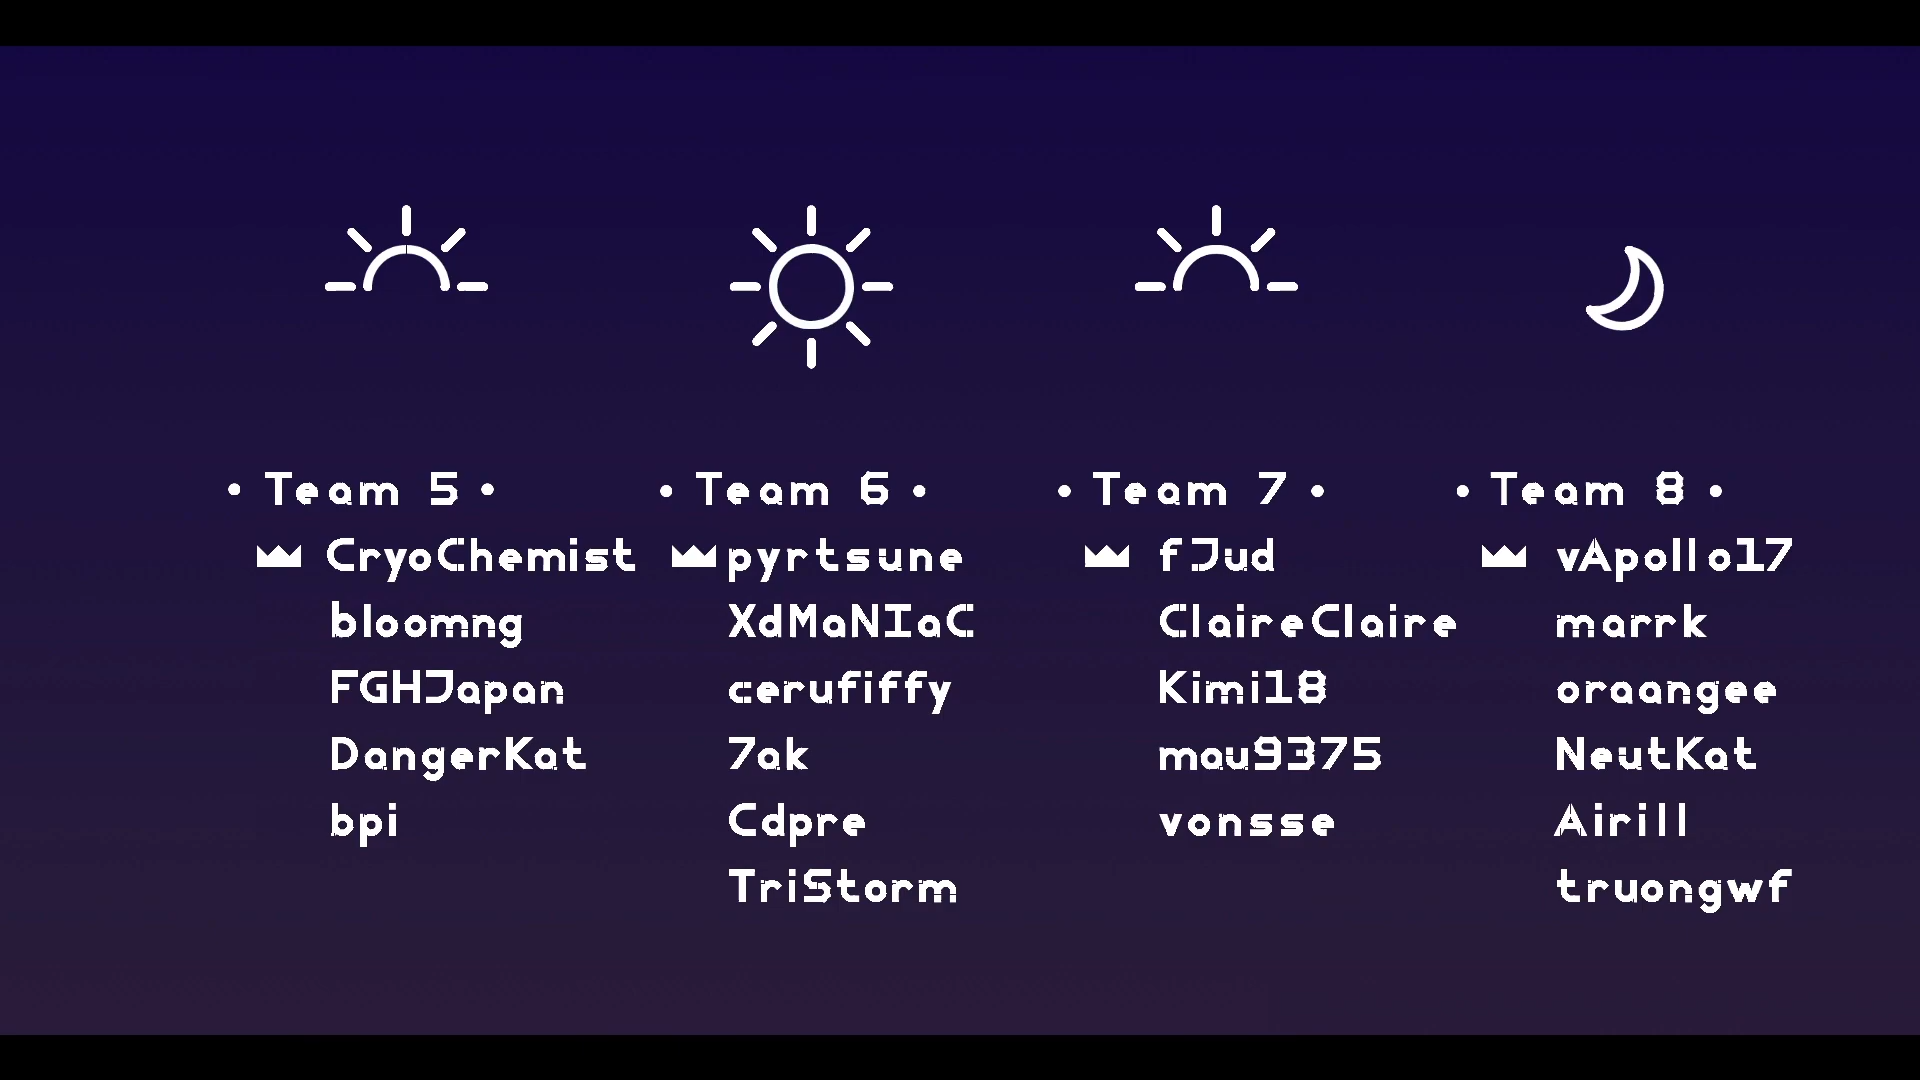 • Team 5 •
CryoChemist
bloomng
FGHJapan
DangerKat
bpi
• Team 6 •
pyrtsune
XdMaNIaC
cerufiffy
7ak
Cdpre
TriStorm
• Team 7 •
fJud
ClaireClaire
Kimi18
mau9375
vonsse
• Team 8 •
vApollo17
marrk
oraangee
NeutKat
Airill
truongwf